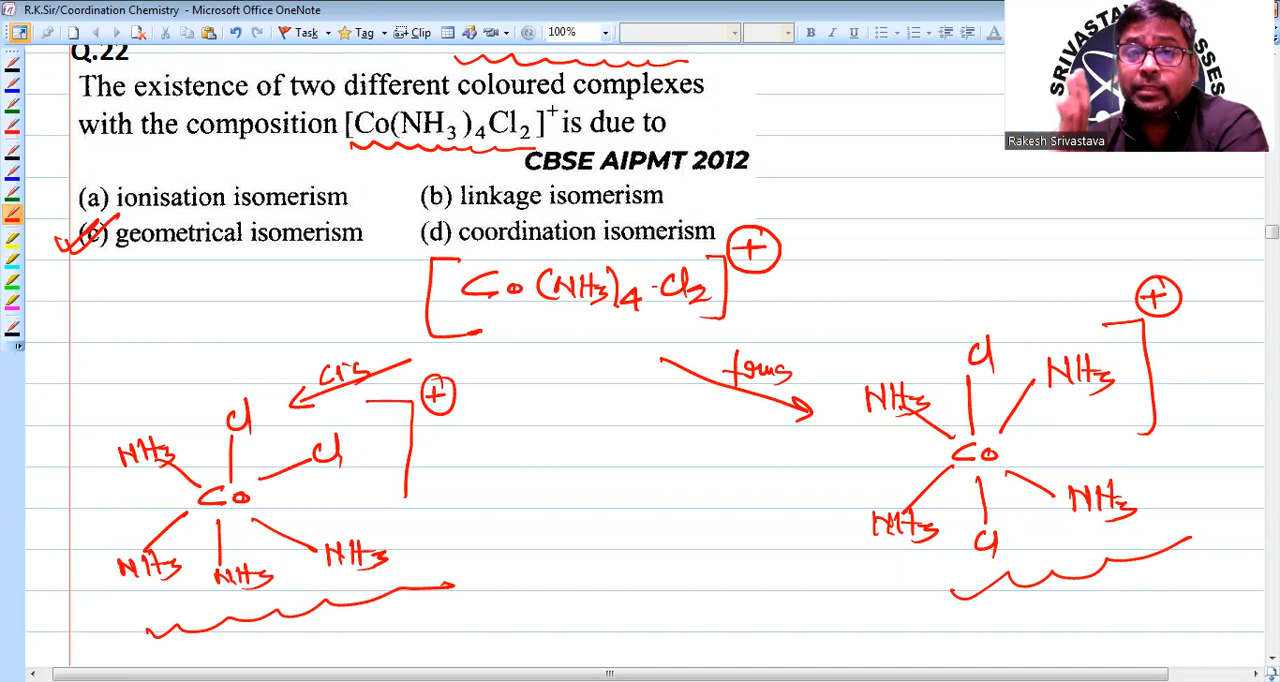 R.K.Sir/Coordination Chemistry - Microsoft Office OneNote
Task
Tag
Clip
100%
B I U
A
SRIVASTAVA
SSES
Rakesh Srivastava
Q.22
The existence of two different coloured complexes
with the composition [Co(NH3)4Cl2]+ is due to
CBSE AIPMT 2012
(a) ionisation isomerism (b) linkage isomerism
(c) geometrical isomerism (d) coordination isomerism
[Co(NH3)4·Cl2]+
cis
trans
+
Cl
NH3 Cl
Co
NH3 NH3 NH3
+
Cl
NH3 NH3
Co
NH3 NH3
Cl